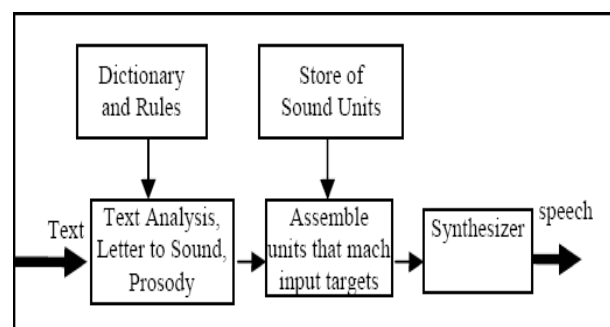 Dictionary
and Rules
Store of
Sound Units
Text
Text Analysis,
Letter to Sound,
Prosody
Assemble
units that mach
input targets
Synthesizer
speech